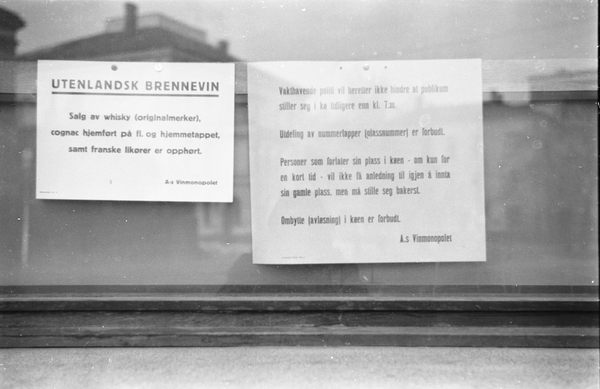 UTENLANDSK BRENNEVIN
Salg av whisky (originalmerker),
cognac hjemført på fl. og hjemmetappet,
samt franske likører er opphørt.
A/s Vinmonopolet
Vakthavende politi vil heretter ikke hindre at publikum
stiller seg i kø tidligere enn kl. 7.30.
Utdeling av nummerlapper (plassnummer) er forbudt.
Personer som forlater sin plass i køen - om kun for
en kort tid - vil ikke få anledning til igjen å innta
sin gamle plass, men må stille seg bakerst.
Ombytte (avløsning) i køen er forbudt.
A.s Vinmonopolet